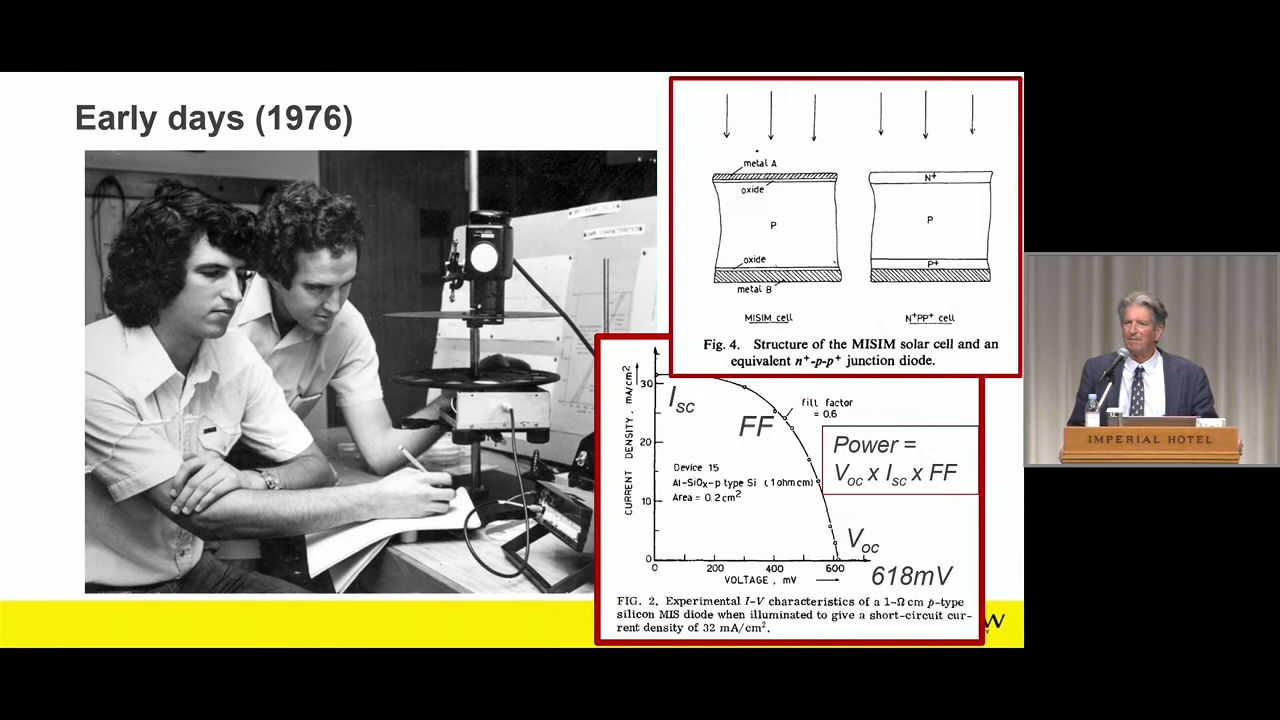 Early days (1976)
metal A
oxide
P
oxide
metal B
MISIM cell
N+
P
P+
N+PP+ cell
Fig. 4. Structure of the MISIM solar cell and an
equivalent n+-p-p+ junction diode.
CURRENT DENSITY, mA/cm2
30
20
10
0
Isc
FF
fill factor
= 0.6
Power =
Voc x Isc x FF
Device 15
Al-SiOx-p type Si (1 ohm cm)
Area = 0.2 cm2
Voc
618mV
0
200
400
600
800
VOLTAGE, mV
FIG. 2. Experimental I-V characteristics of a 1-Ω cm p-type
silicon MIS diode when illuminated to give a short-circuit cur-
rent density of 32 mA/cm2.
IMPERIAL HOTEL